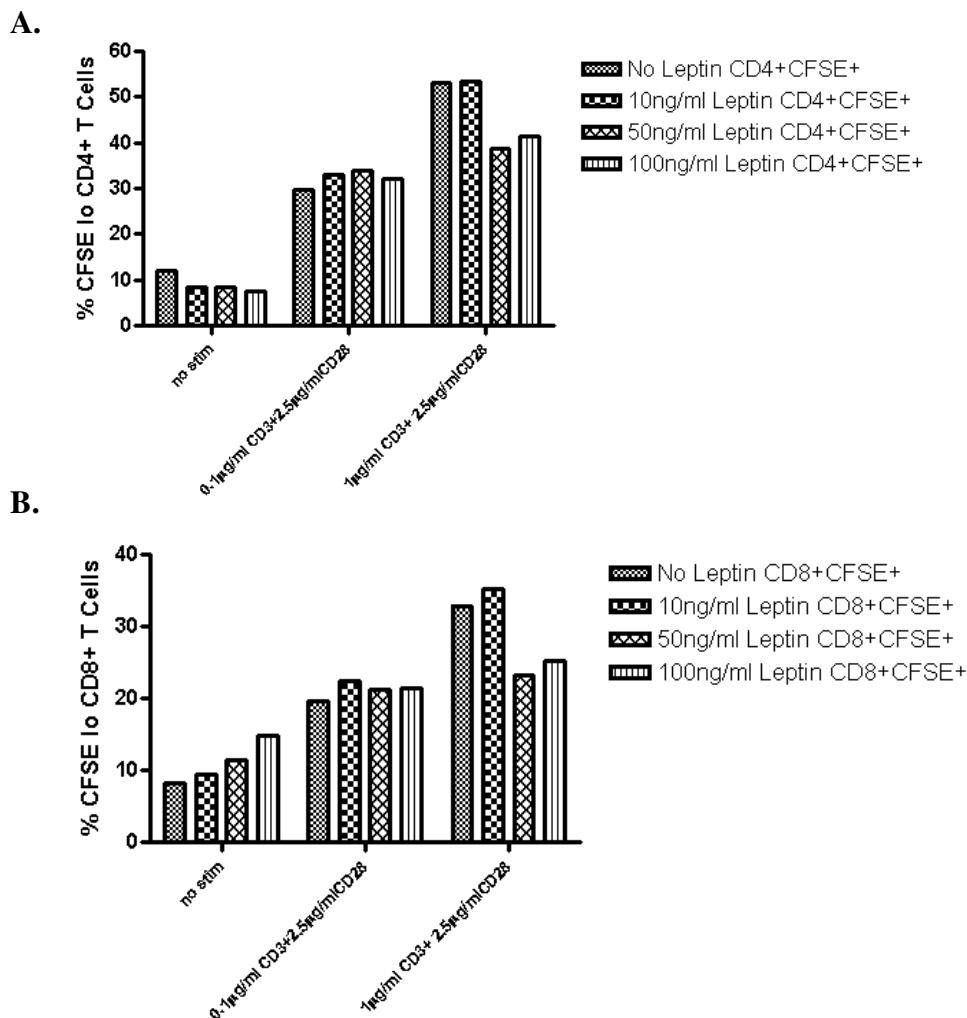 A.
60
50
40
30
20
10
0
% CFSE lo CD4+ T Cells
no stim
0.1µg/ml CD3+2.5µg/mlCD28
1µg/ml CD3+ 2.5µg/mlCD28
No Leptin CD4+CFSE+
10ng/ml Leptin CD4+CFSE+
50ng/ml Leptin CD4+CFSE+
100ng/ml Leptin CD4+CFSE+
B.
40
30
20
10
0
% CFSE lo CD8+ T Cells
no stim
0.1µg/ml CD3+2.5µg/mlCD28
1µg/ml CD3+ 2.5µg/mlCD28
No Leptin CD8+CFSE+
10ng/ml Leptin CD8+CFSE+
50ng/ml Leptin CD8+CFSE+
100ng/ml Leptin CD8+CFSE+